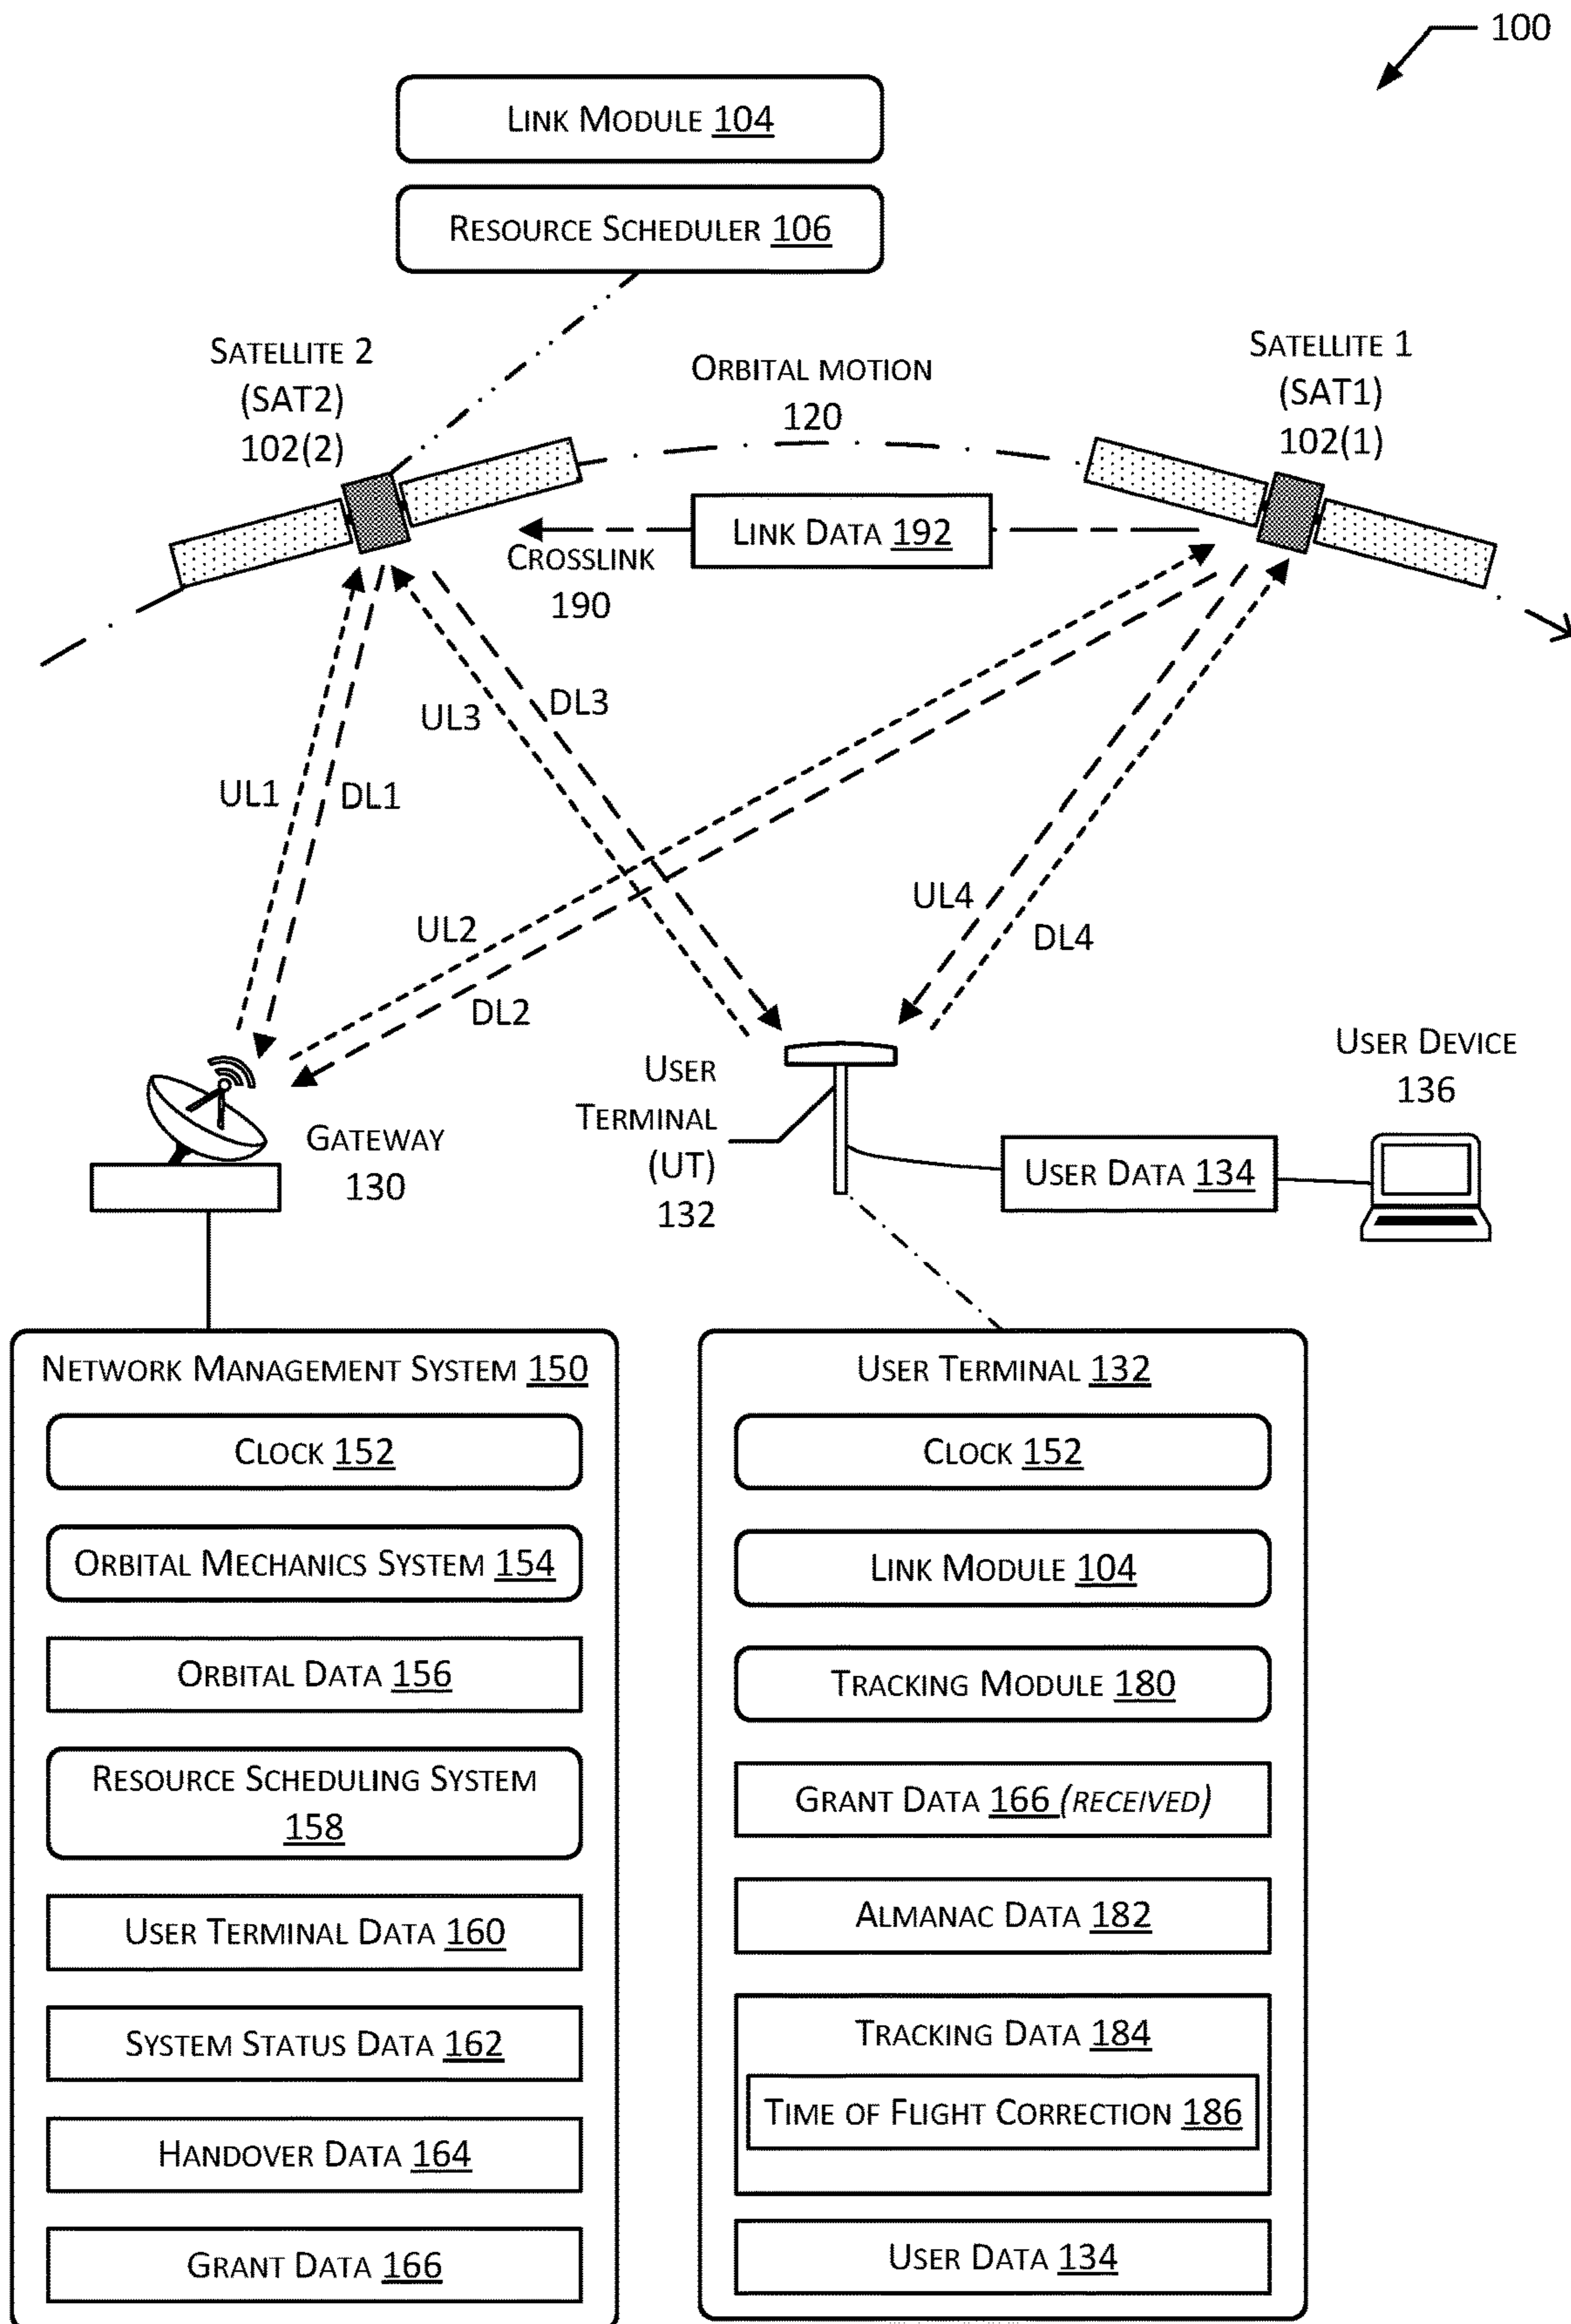 100
LINK MODULE 104
RESOURCE SCHEDULER 106
SATELLITE 2
(SAT2)
102(2)
ORBITAL MOTION
120
SATELLITE 1
(SAT1)
102(1)
LINK DATA 192
CROSSLINK
190
UL3
DL3
UL1
DL1
UL2
DL2
UL4
DL4
GATEWAY
130
USER
TERMINAL
(UT)
132
USER DATA 134
USER DEVICE
136
NETWORK MANAGEMENT SYSTEM 150
CLOCK 152
ORBITAL MECHANICS SYSTEM 154
ORBITAL DATA 156
RESOURCE SCHEDULING SYSTEM
158
USER TERMINAL DATA 160
SYSTEM STATUS DATA 162
HANDOVER DATA 164
GRANT DATA 166
USER TERMINAL 132
CLOCK 152
LINK MODULE 104
TRACKING MODULE 180
GRANT DATA 166 (RECEIVED)
ALMANAC DATA 182
TRACKING DATA 184
TIME OF FLIGHT CORRECTION 186
USER DATA 134